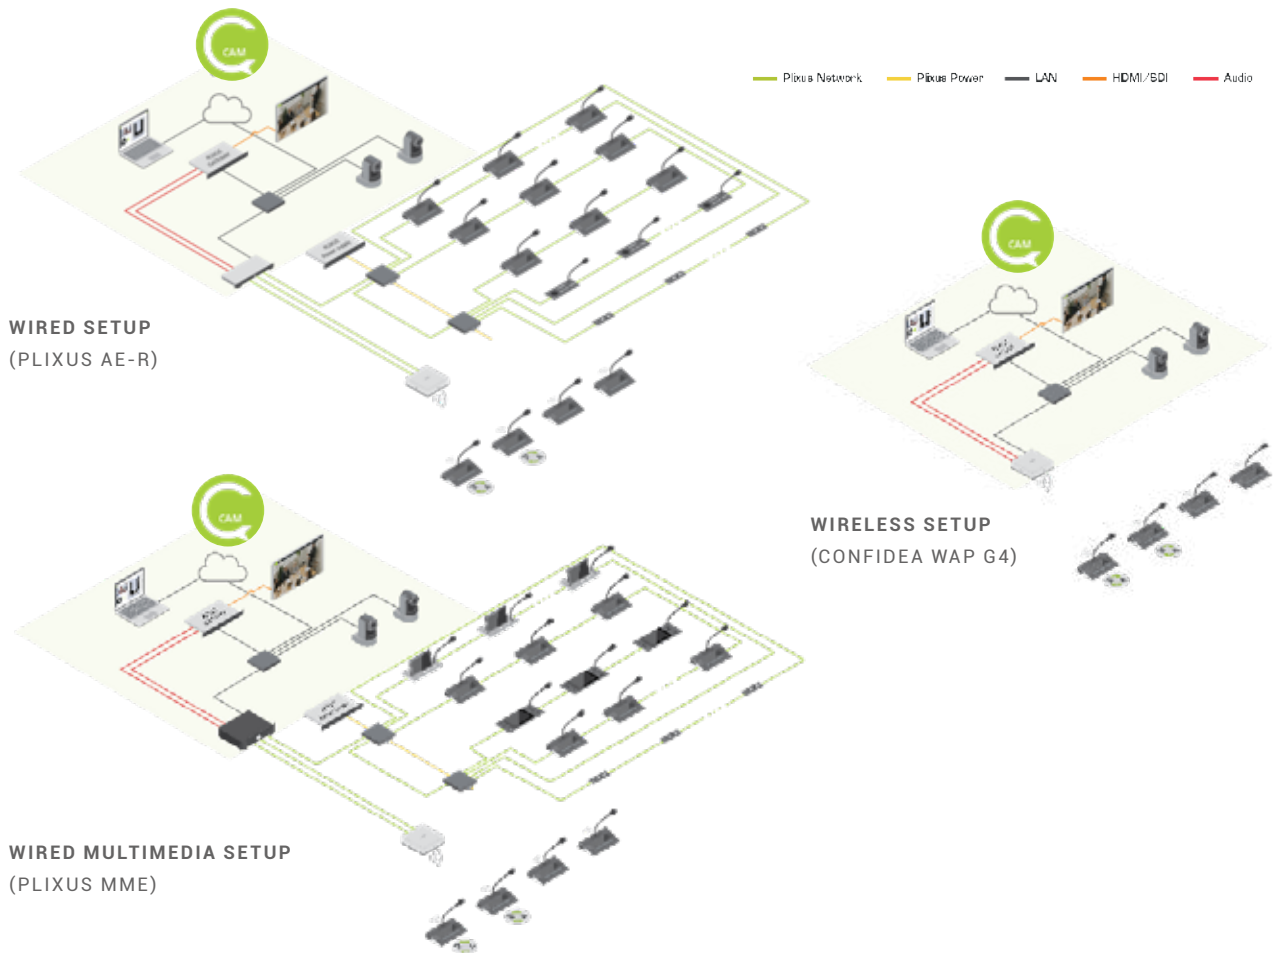 CAM
Plixus Network
Plixus Power
LAN
HDMI/SDI
Audio
WIRED SETUP
(PLIXUS AE-R)
CAM
WIRELESS SETUP
(CONFIDEA WAP G4)
CAM
WIRED MULTIMEDIA SETUP
(PLIXUS MME)